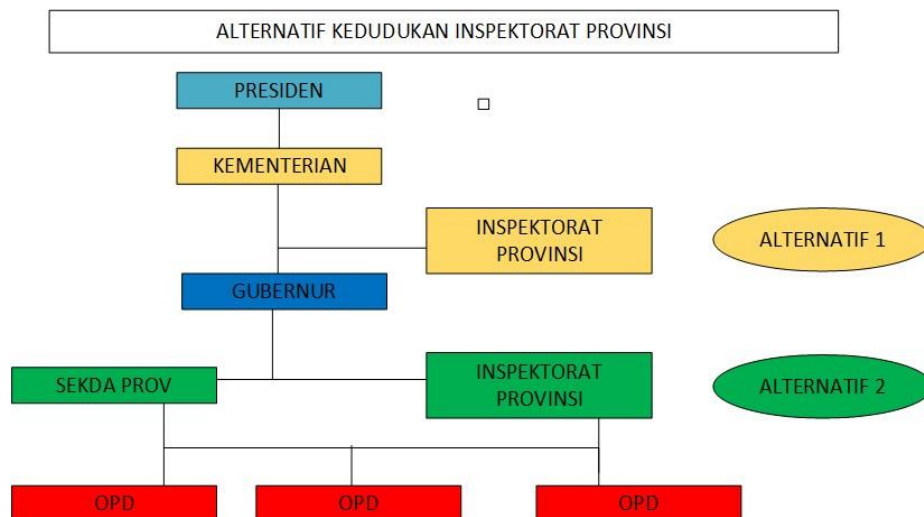 ALTERNATIF KEDUDUKAN INSPEKTORAT PROVINSI
PRESIDEN
KEMENTERIAN
INSPEKTORAT
PROVINSI
ALTERNATIF 1
GUBERNUR
SEKDA PROV
INSPEKTORAT
PROVINSI
ALTERNATIF 2
OPD
OPD
OPD